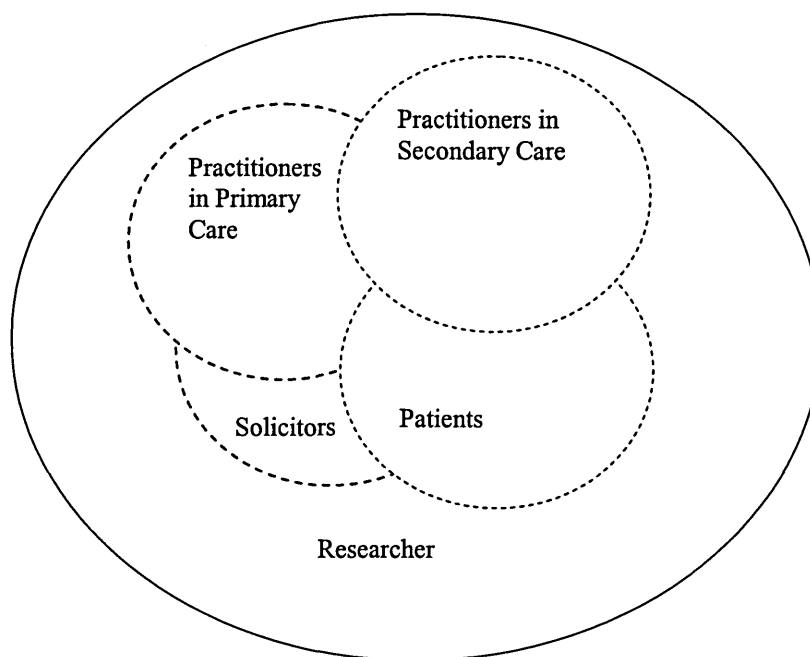 Practitioners in
Secondary Care
Practitioners
in Primary
Care
Solicitors
Patients
Researcher